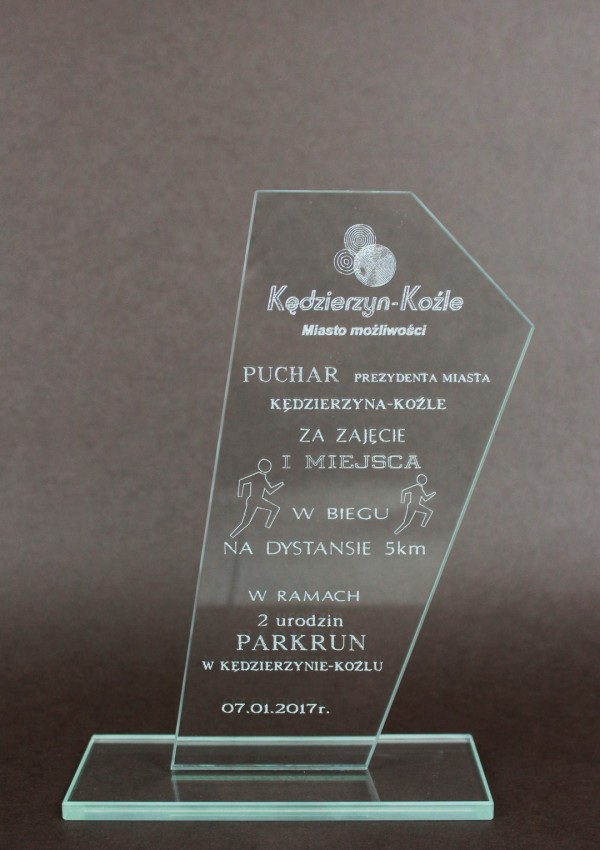 Kędzierzyn-Koźle
Miasto możliwości
PUCHAR PREZYDENTA MIASTA
KĘDZIERZYNA-KOŹLE
ZA ZAJĘCIE
I MIEJSCA
W BIEGU
NA DYSTANSIE 5km
W RAMACH
2 urodzin
PARKRUN
W KĘDZIERZYNIE-KOŹLU
07.01.2017r.